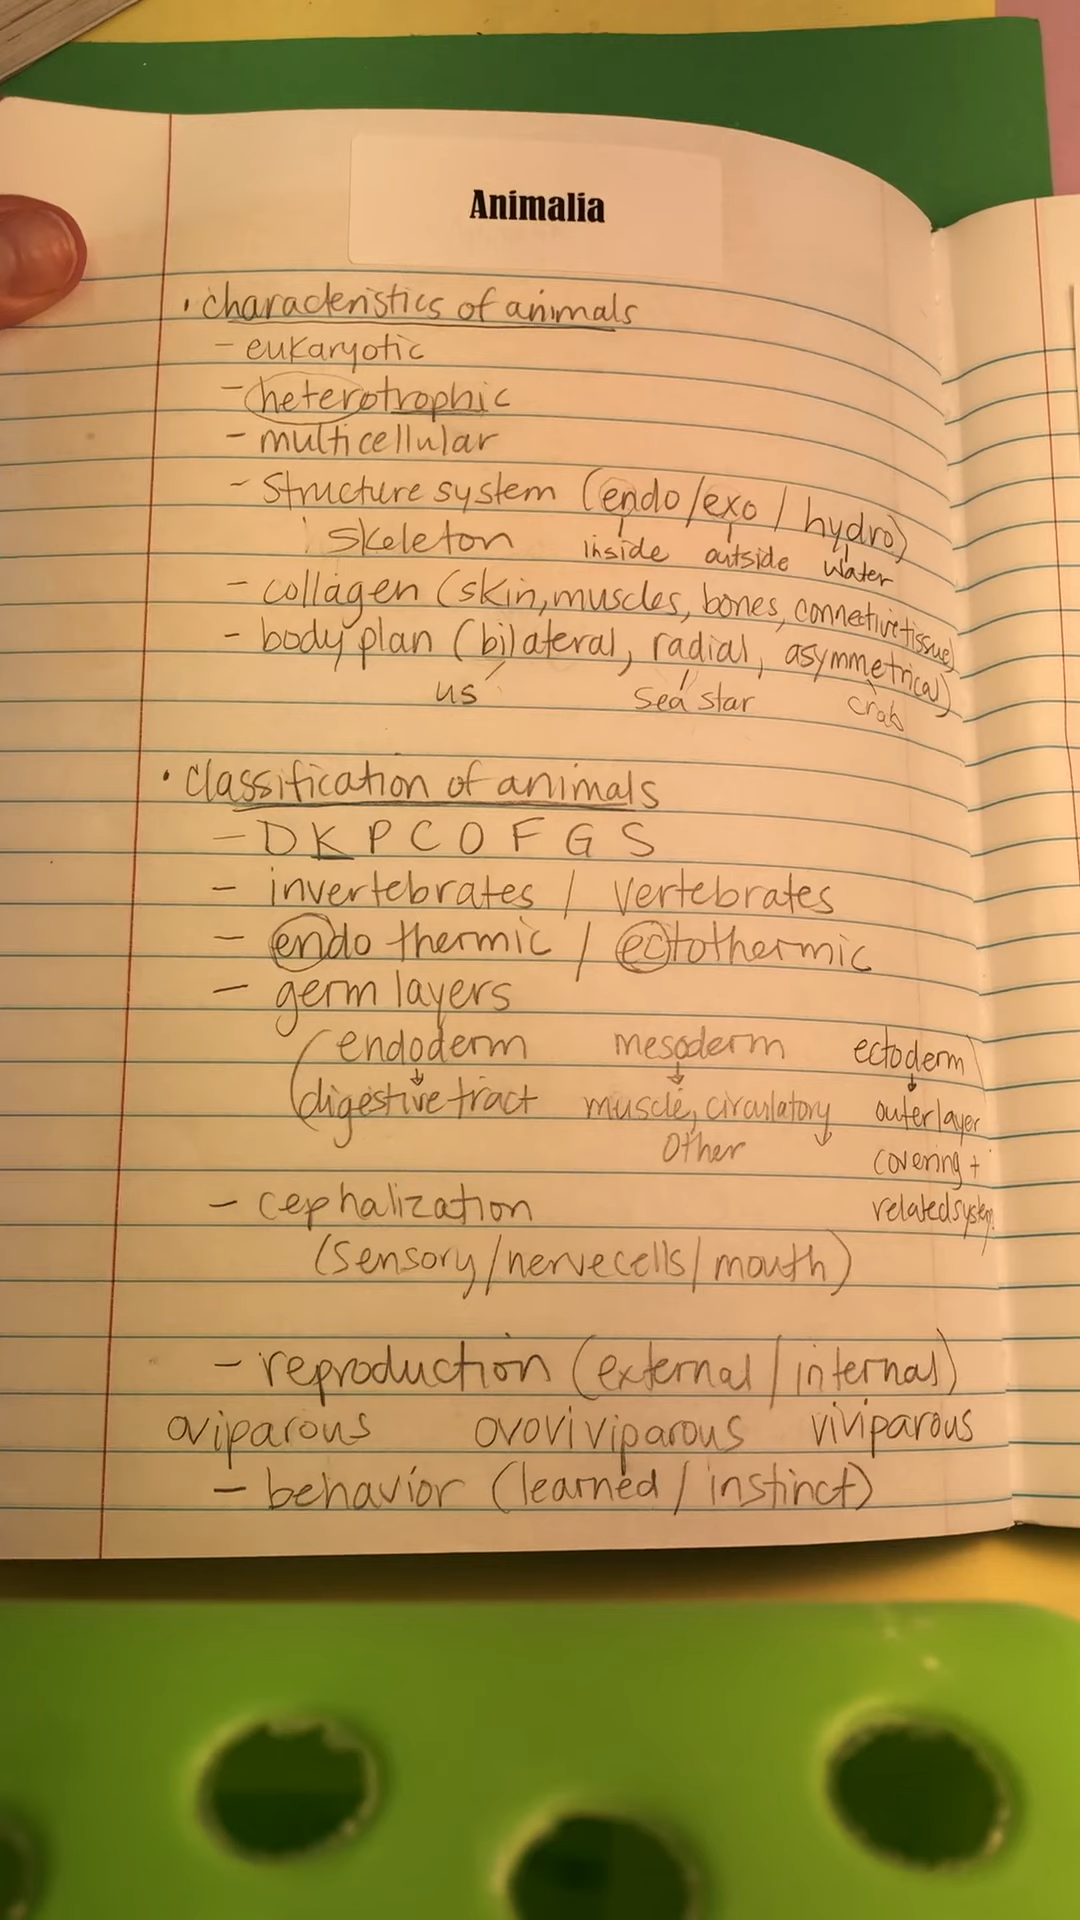 Animalia
• characteristics of animals
- eukaryotic
- heterotrophic
- multicellular
- Structure system (endo/exo / hydro)
skeleton inside outside water
- collagen (skin, muscles, bones, connective tissue)
- body plan (bilateral, radial, asymmetrical)
us sea star crab
• classification of animals
- D K P C O F G S
- invertebrates / vertebrates
- endothermic / ectothermic
- germ layers
(endoderm mesoderm ectoderm
digestive tract muscle, circulatory outer layer
other covering +
- cephalization related system
(sensory/nerve cells/mouth)
- reproduction (external / internal)
oviparous ovoviviparous viviparous
- behavior (learned / instinct)